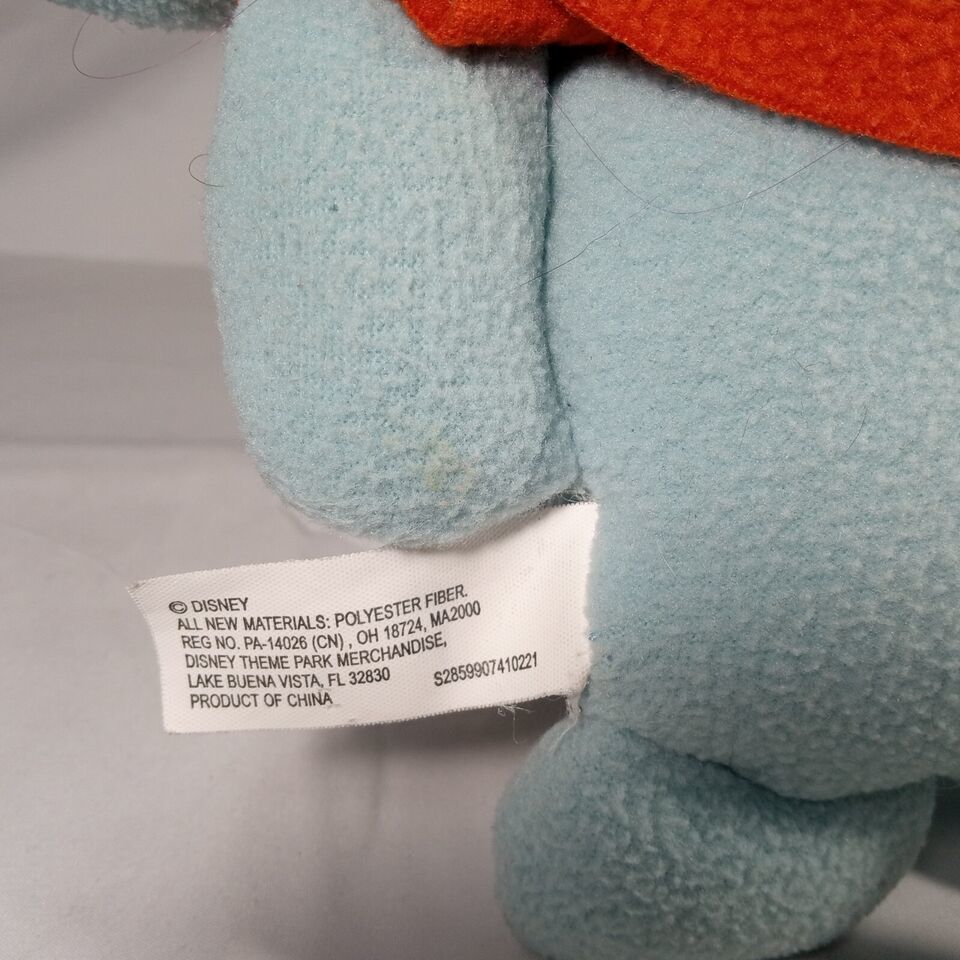 © DISNEY
ALL NEW MATERIALS: POLYESTER FIBER.
REG NO. PA-14026 (CN) , OH 18724, MA2000
DISNEY THEME PARK MERCHANDISE,
LAKE BUENA VISTA, FL 32830 S2859907410221
PRODUCT OF CHINA